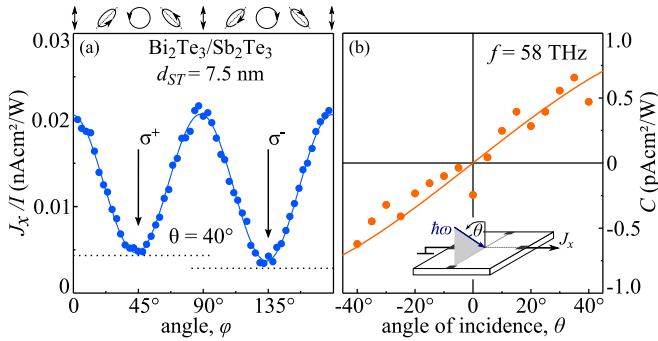 (a)
Bi₂Te₃/Sb₂Te₃
d_ST = 7.5 nm
σ⁺
σ⁻
θ = 40°
J_x/I (nAcm²/W)
0.03
0.02
0.01
0
0
45°
90°
135°
angle, φ
(b)
f = 58 THz
ħω
θ
J_x
C (pAcm²/W)
1.0
0.5
0
-0.5
-1.0
-40°
-20°
0
20°
40°
angle of incidence, θ